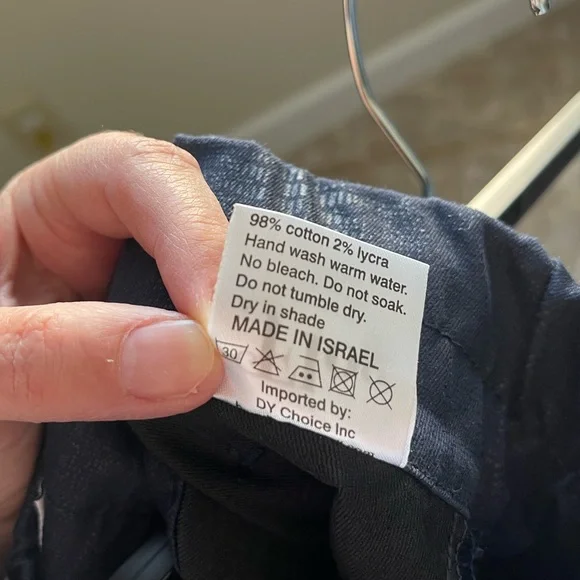 98% cotton 2% lycra
Hand wash warm water.
No bleach. Do not soak.
Do not tumble dry.
Dry in shade
MADE IN ISRAEL
30
Imported by:
DY Choice Inc